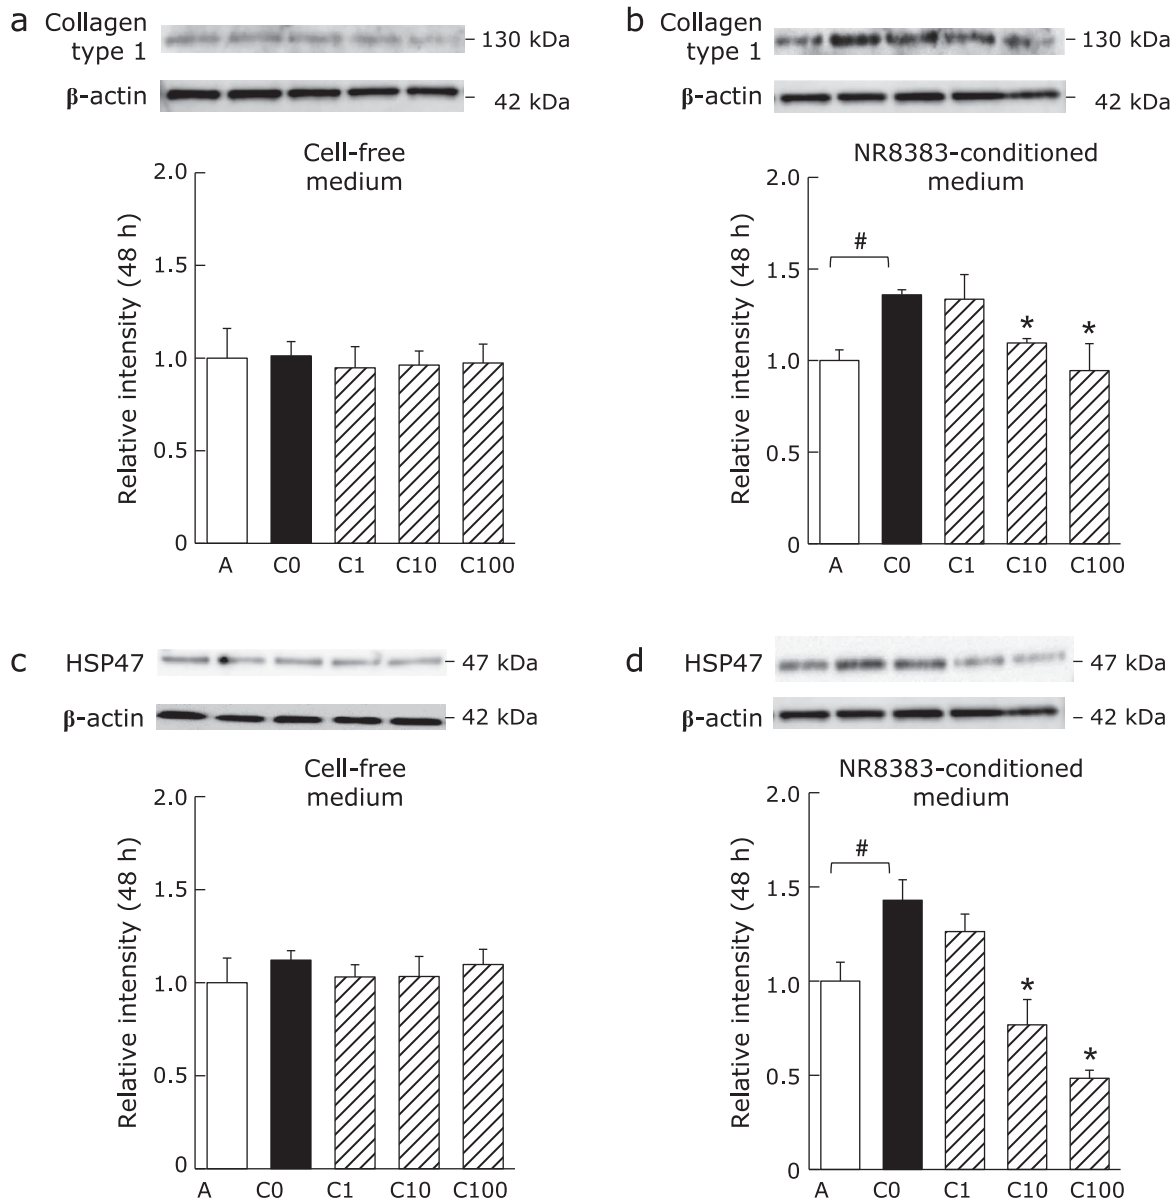 a
Collagen
type 1
130 kDa
β-actin
42 kDa
Cell-free
medium
Relative intensity (48 h)
2.0
1.5
1.0
0.5
0
A C0 C1 C10 C100
b
Collagen
type 1
130 kDa
β-actin
42 kDa
NR8383-conditioned
medium
Relative intensity (48 h)
2.0
1.5
1.0
0.5
0
#
* *
A C0 C1 C10 C100
c
HSP47
47 kDa
β-actin
42 kDa
Cell-free
medium
Relative intensity (48 h)
2.0
1.5
1.0
0.5
0
A C0 C1 C10 C100
d
HSP47
47 kDa
β-actin
42 kDa
NR8383-conditioned
medium
Relative intensity (48 h)
2.0
1.5
1.0
0.5
0
#
*
*
A C0 C1 C10 C100